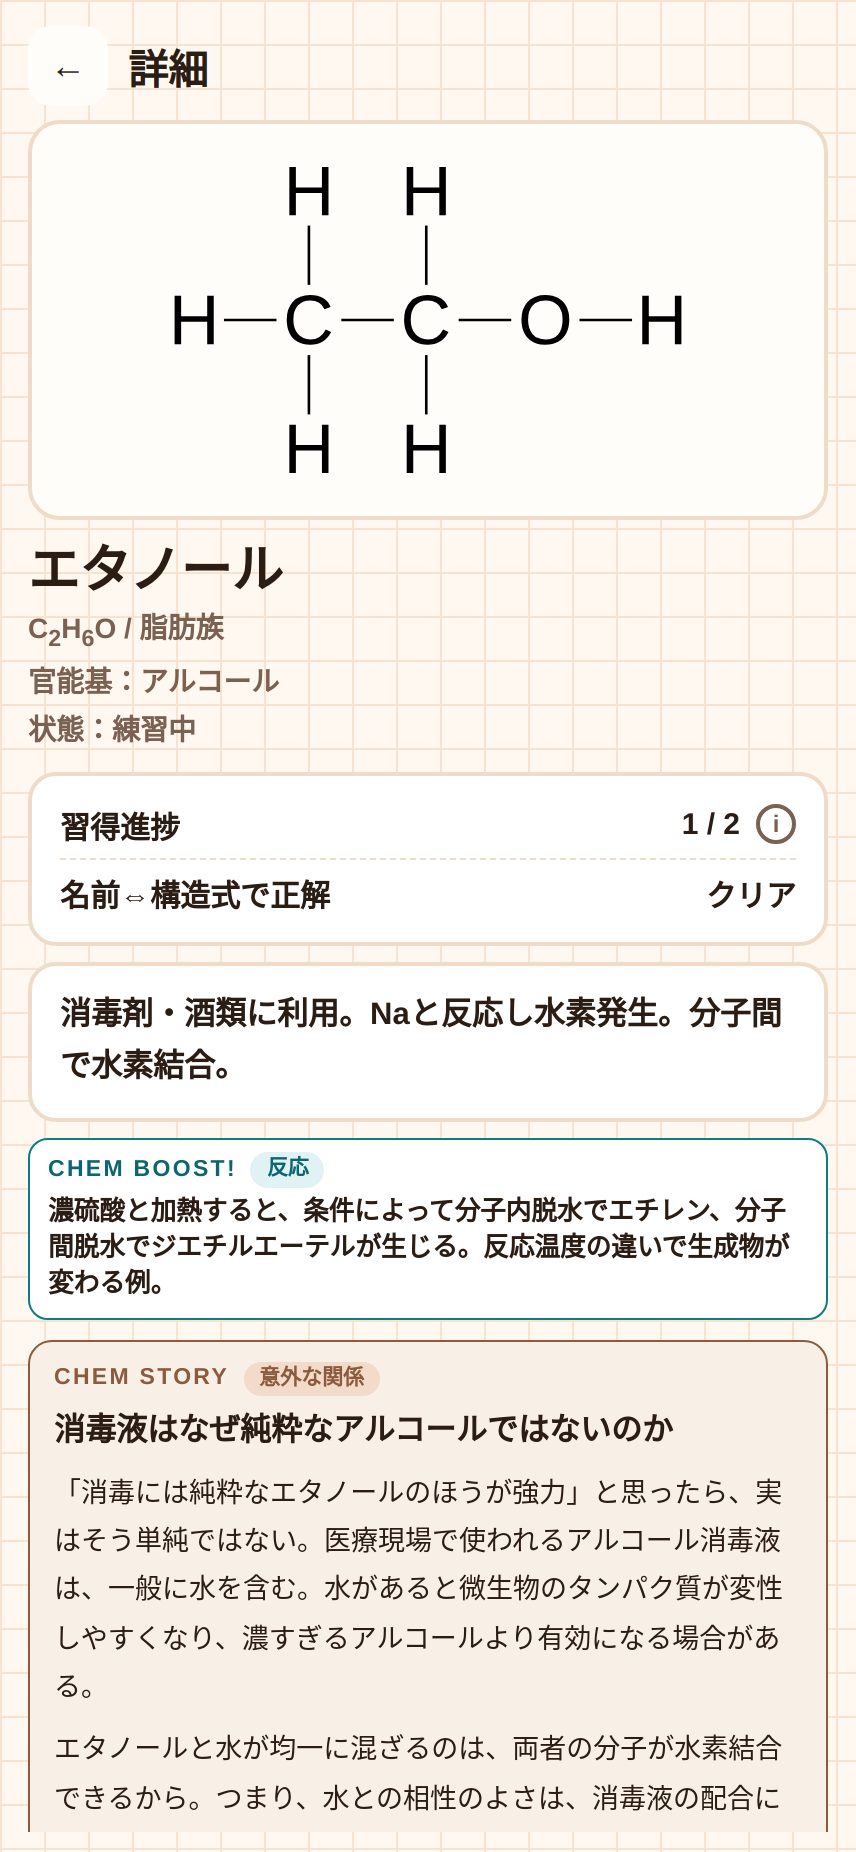 ← 詳細
H H
H—C—C—O—H
H H
エタノール
C₂H₆O / 脂肪族
官能基：アルコール
状態：練習中
習得進捗 1 / 2 i
名前⇔構造式で正解 クリア
消毒剤・酒類に利用。Naと反応し水素発生。分子間
で水素結合。
CHEM BOOST! 反応
濃硫酸と加熱すると、条件によって分子内脱水でエチレン、分子
間脱水でジエチルエーテルが生じる。反応温度の違いで生成物が
変わる例。
CHEM STORY 意外な関係
消毒液はなぜ純粋なアルコールではないのか
「消毒には純粋なエタノールのほうが強力」と思ったら、実
はそう単純ではない。医療現場で使われるアルコール消毒液
は、一般に水を含む。水があると微生物のタンパク質が変性
しやすくなり、濃すぎるアルコールより有効になる場合があ
る。
エタノールと水が均一に混ざるのは、両者の分子が水素結合
できるから。つまり、水との相性のよさは、消毒液の配合に